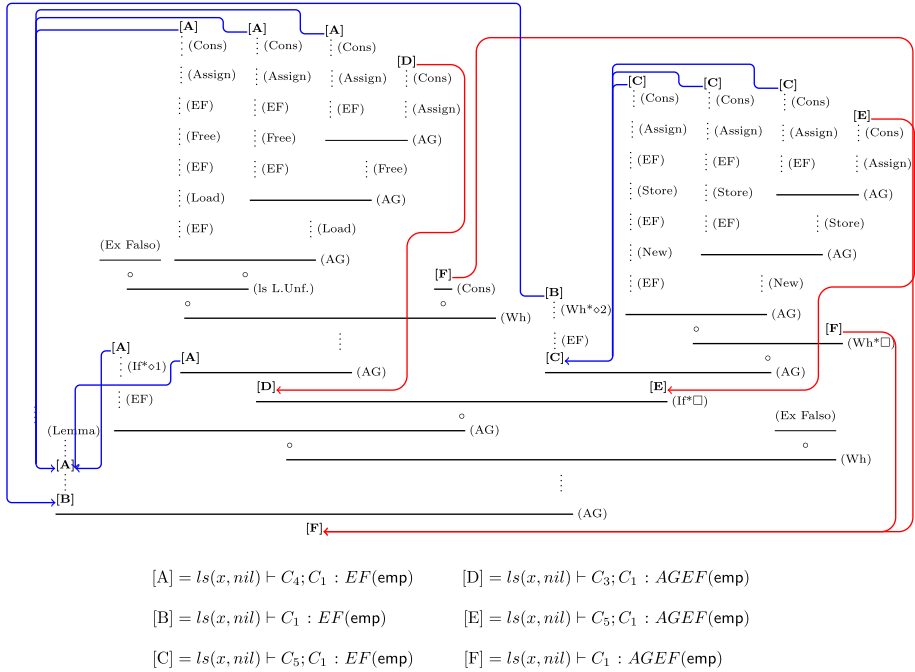 [A] [A] [A]
(Cons) (Cons) (Cons)
[D]
(Assign) (Assign) (Assign) (Cons) [C] [C] [C]
(Cons) (Cons) (Cons)
(EF) (EF) (EF) (Assign) [E]
(Assign) (Assign) (Assign) (Cons)
(Free) (Free) (AG)
(EF) (EF) (EF) (Assign)
(EF) (EF) (Free)
(Store) (Store) (AG)
(Load) (AG)
(EF) (EF) (Store)
(EF) (Load)
(Ex Falso) (EF) (AG)
(AG)
∘ ∘ [F] (New)
(EF) (New)
(ls L.Unf.) (Cons) [B]
∘ ∘ (Wh*⋄2)
(Wh) (AG)
∘ [F]
(EF) (Wh*□)
[A] [A] [C] ∘
(If*⋄1) (AG) (AG)
[D] [E]
(EF) (If*□)
∘ (Ex Falso)
(Lemma) (AG)
∘ ∘
(Wh)
[A]
[B]
(AG)
[F]
[A] = ls(x, nil) ⊢ C₄; C₁ : EF(emp) [D] = ls(x, nil) ⊢ C₃; C₁ : AGEF(emp)
[B] = ls(x, nil) ⊢ C₁ : EF(emp) [E] = ls(x, nil) ⊢ C₅; C₁ : AGEF(emp)
[C] = ls(x, nil) ⊢ C₅; C₁ : EF(emp) [F] = ls(x, nil) ⊢ C₁ : AGEF(emp)